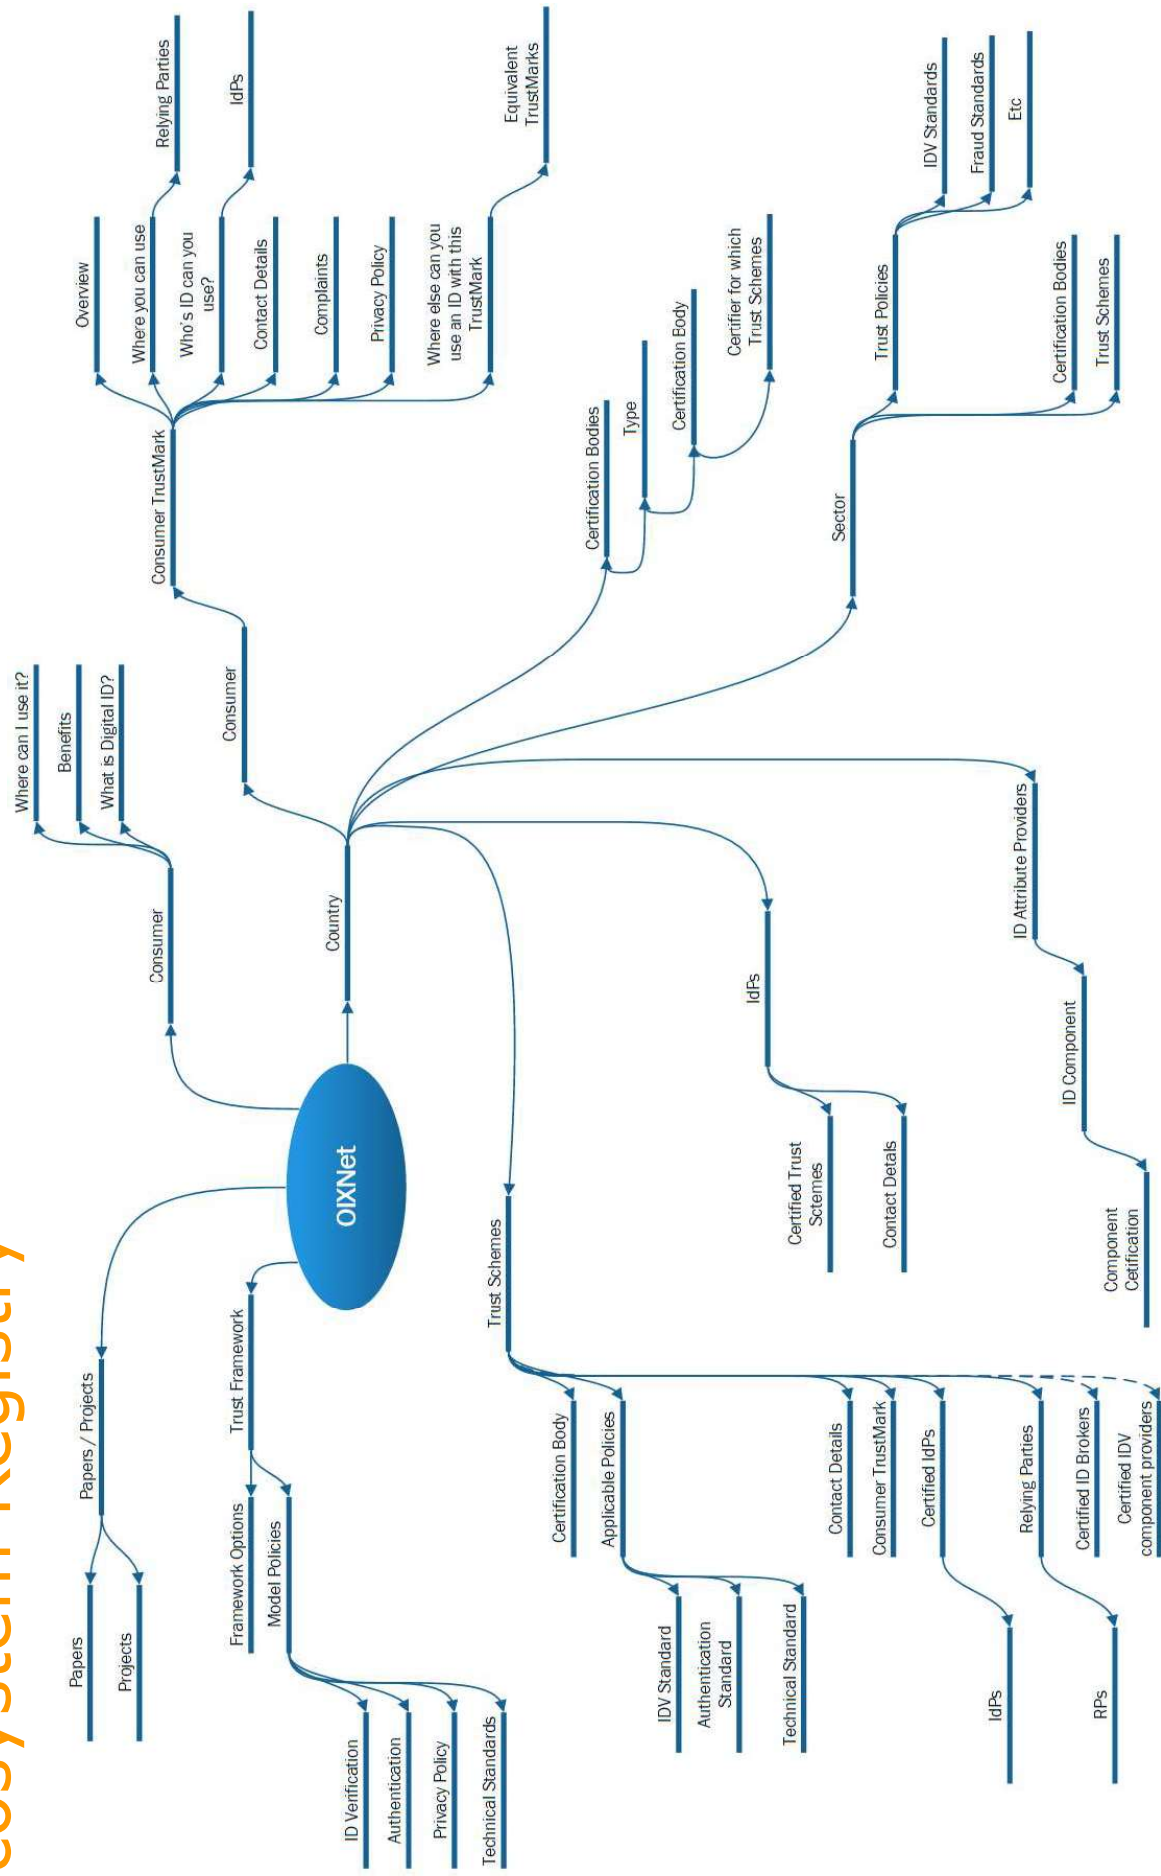 cosystem Registry
OIXNet
Papers / Projects
Papers
Projects
Trust Framework
Framework Options
Model Policies
ID Verification
Authentication
Privacy Policy
Technical Standards
Consumer
Where can I use it?
Benefits
What is Digital ID?
Country
Consumer
Consumer TrustMark
Overview
Where you can use
Relying Parties
Who's ID can you
use?
IdPs
Contact Details
Complaints
Privacy Policy
Where else can you
use an ID with this
TrustMark
Equivalent
TrustMarks
Certification Bodies
Type
Certification Body
Certifier for which
Trust Schemes
Sector
Trust Policies
IDV Standards
Fraud Standards
Etc
Certification Bodies
Trust Schemes
ID Attribute Providers
ID Component
Component
Cetification
IdPs
Certified Trust
Sctemes
Contact Detals
Trust Schemes
Certification Body
Applicable Policies
IDV Standard
Authentication
Standard
Technical Standard
Contact Details
Consumer TrustMark
Certified IdPs
IdPs
Relying Parties
RPs
Certified ID Brokers
Certified IDV
component providers